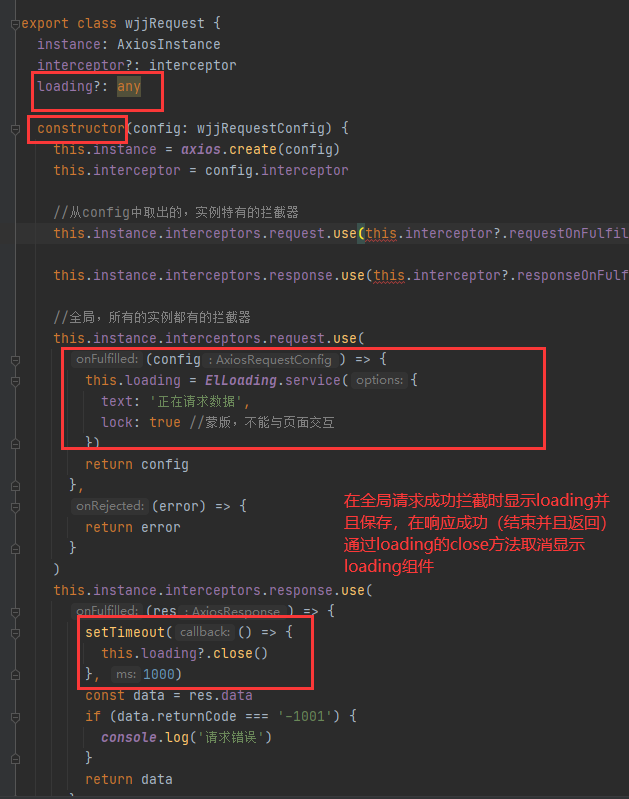 export class wjjRequest {
instance: AxiosInstance
interceptor?: interceptor
loading?: any
constructor(config: wjjRequestConfig) {
this.instance = axios.create(config)
this.interceptor = config.interceptor
//从config中取出的，实例特有的拦截器
this.instance.interceptors.request.use(this.interceptor?.requestOnFulfil
this.instance.interceptors.response.use(this.interceptor?.responseOnFulf
//全局，所有的实例都有的拦截器
this.instance.interceptors.request.use(
onFulfilled: (config : AxiosRequestConfig ) => {
this.loading = ElLoading.service( options: {
text: '正在请求数据',
lock: true //蒙版，不能与页面交互
})
return config
},
onRejected: (error) => {
return error
}
)
在全局请求成功拦截时显示loading并
且保存，在响应成功（结束并且返回）
通过loading的close方法取消显示
loading组件
this.instance.interceptors.response.use(
onFulfilled: (res : AxiosResponse ) => {
setTimeout( callback: () => {
this.loading?.close()
}, ms: 1000)
const data = res.data
if (data.returnCode === '-1001') {
console.log('请求错误')
}
return data